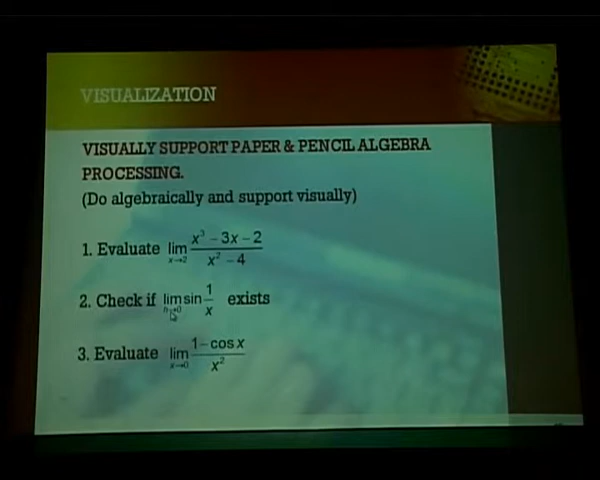 VISUALIZATION
VISUALLY SUPPORT PAPER & PENCIL ALGEBRA
PROCESSING.
(Do algebraically and support visually)
1. Evaluate lim x→2 (x³ - 3x - 2)/(x² - 4)
2. Check if lim sin 1/x exists
3. Evaluate lim x→0 (1 - cos x)/x²